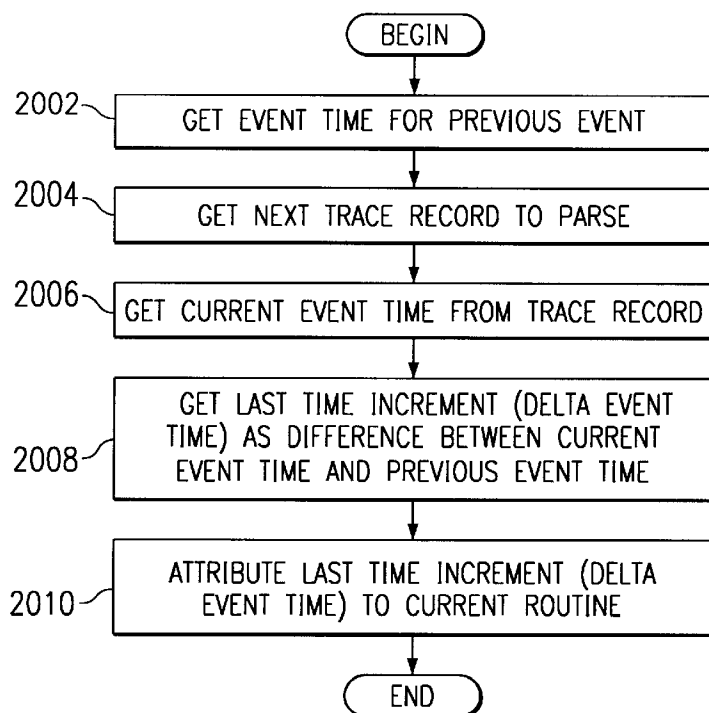 BEGIN
2002
GET EVENT TIME FOR PREVIOUS EVENT
2004
GET NEXT TRACE RECORD TO PARSE
2006
GET CURRENT EVENT TIME FROM TRACE RECORD
2008
GET LAST TIME INCREMENT (DELTA EVENT
TIME) AS DIFFERENCE BETWEEN CURRENT
EVENT TIME AND PREVIOUS EVENT TIME
2010
ATTRIBUTE LAST TIME INCREMENT (DELTA
EVENT TIME) TO CURRENT ROUTINE
END